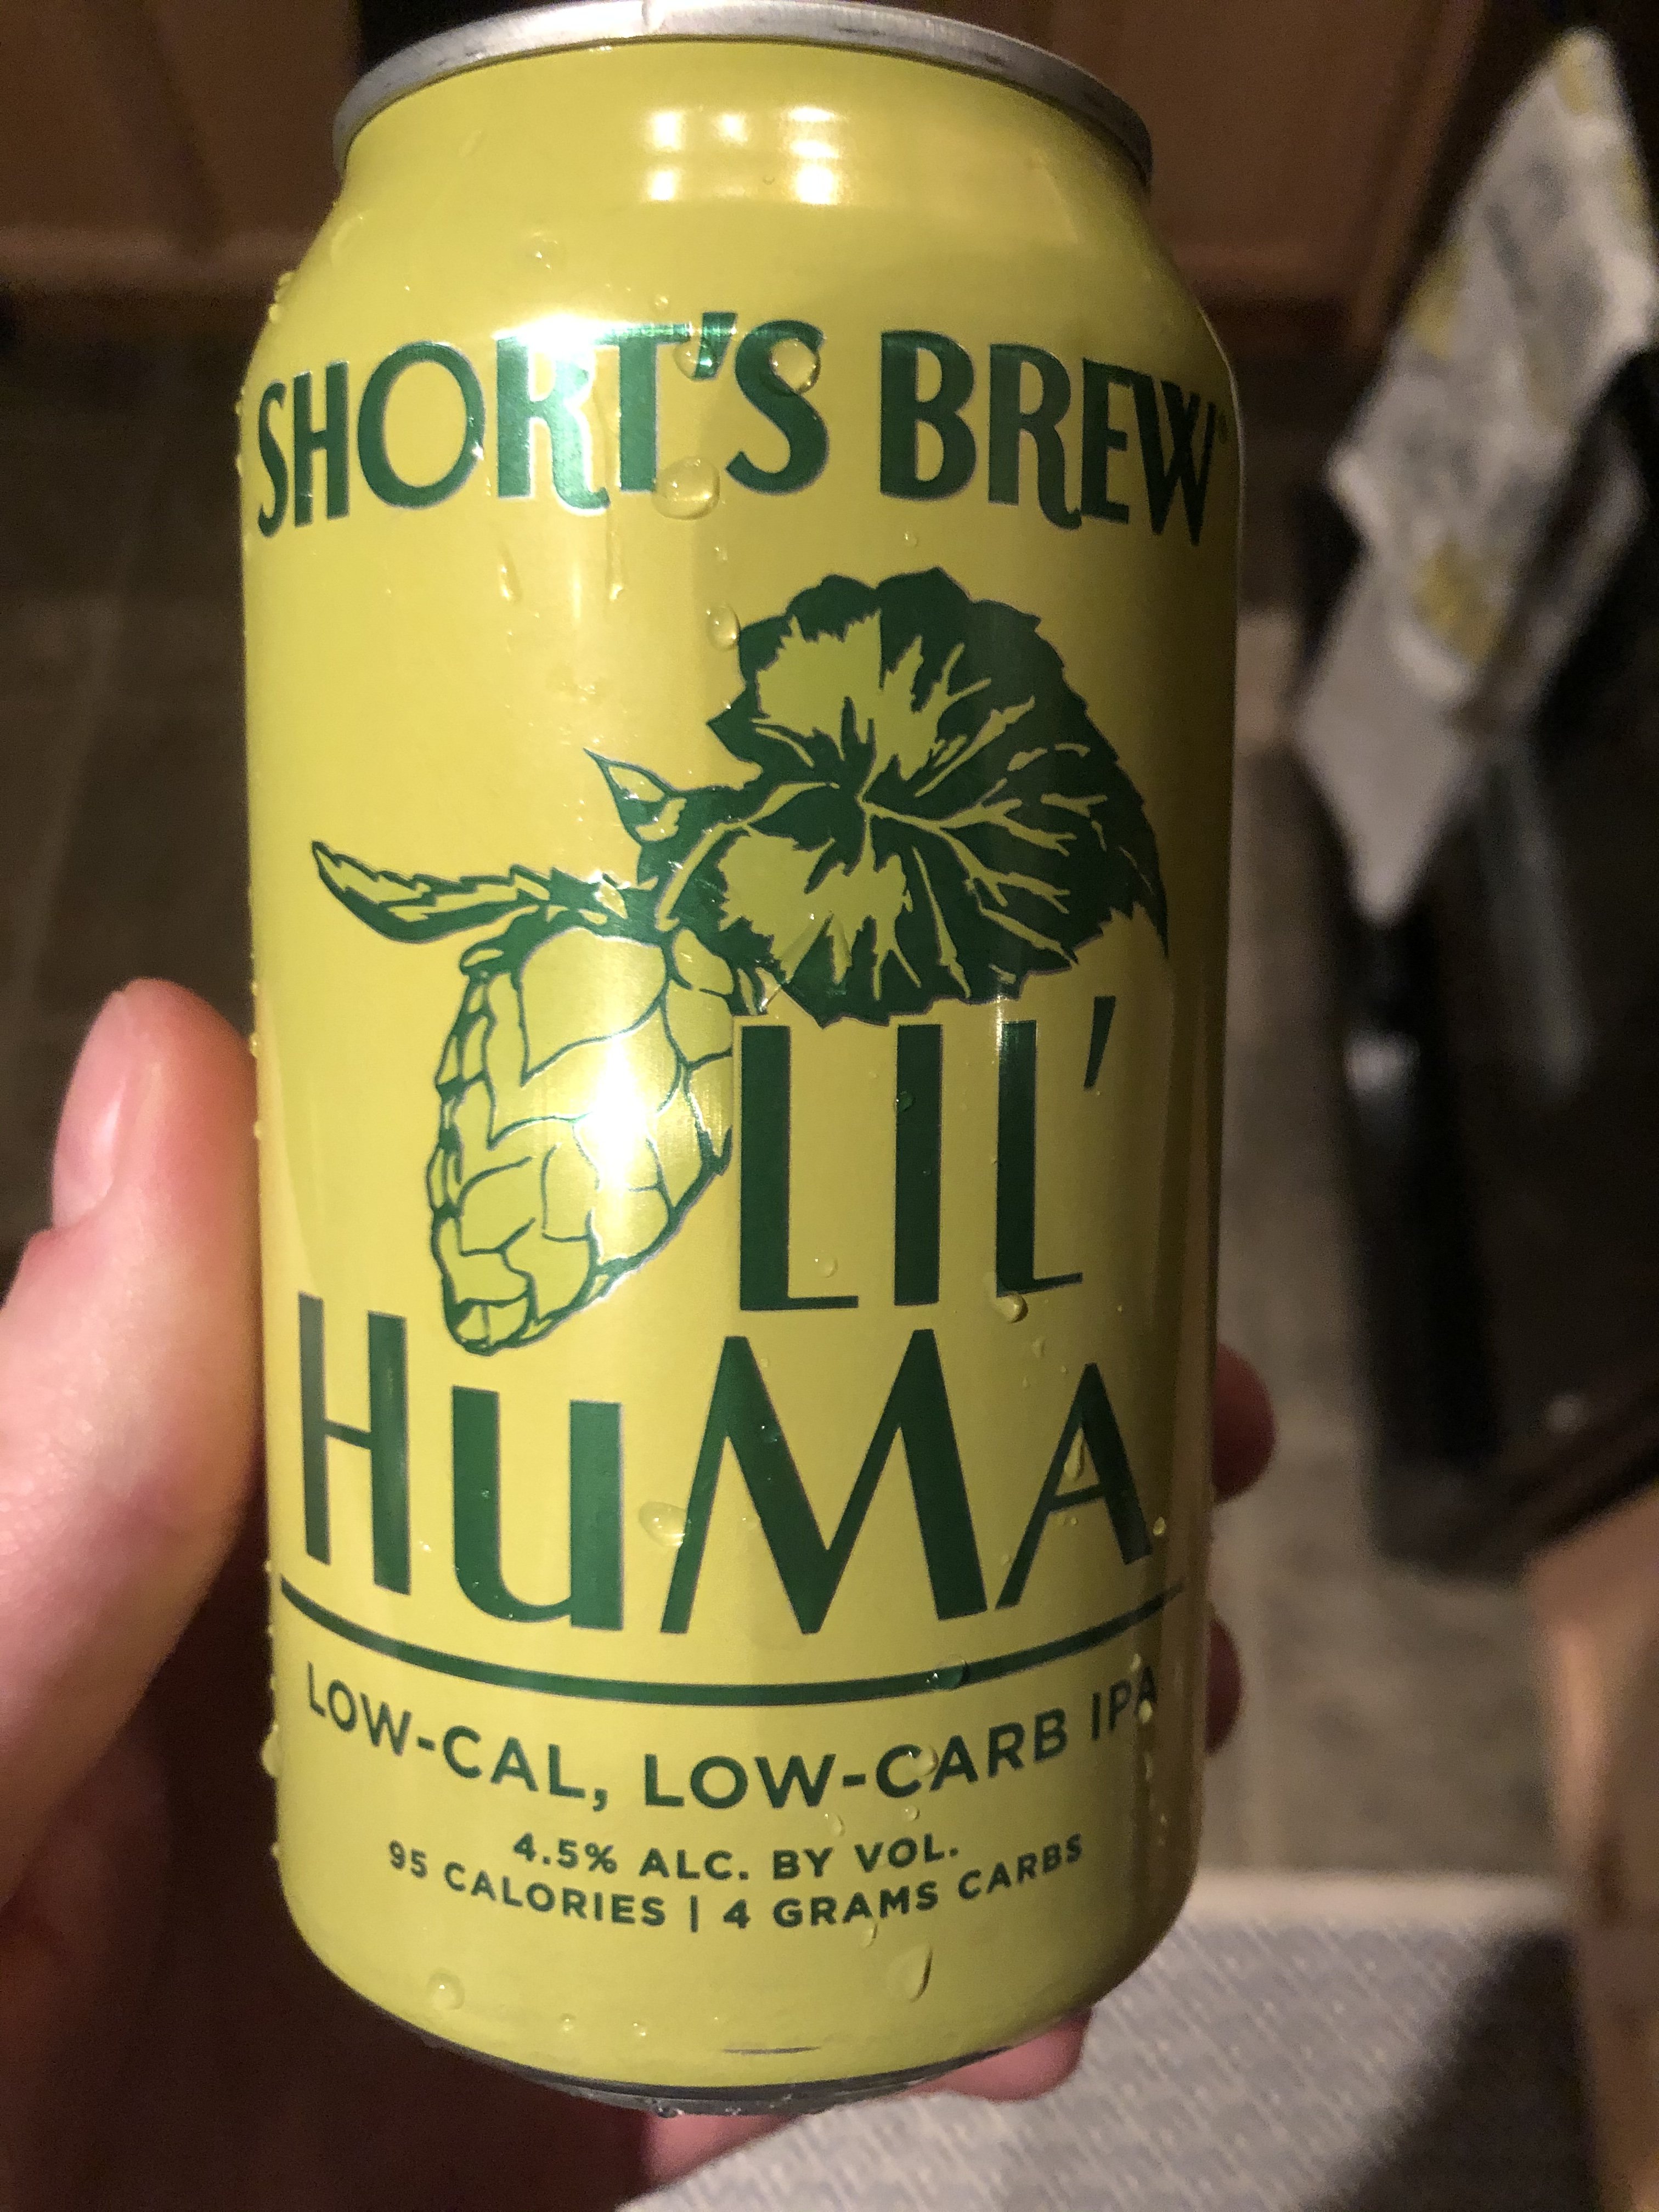 SHORT'S BREW
LIL'
HUMA
LOW-CAL, LOW-CARB IPA
4.5% ALC. BY VOL.
95 CALORIES | 4 GRAMS CARBS